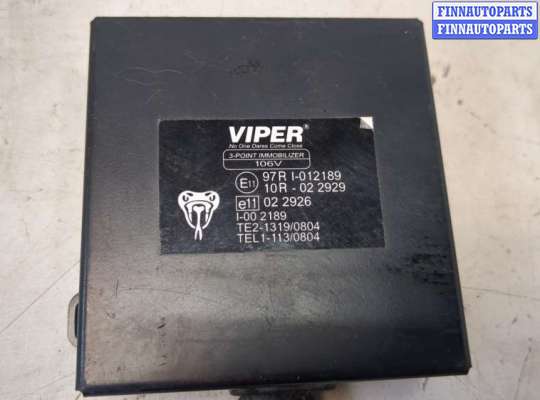 FINNAUTOPARTS
FINNAUTOPARTS
VIPER®
No One Dares Come Close
3-POINT IMMOBILIZER
106V
E11 97R I-012189
10R - 02 2929
e11 02 2926
I-00 2189
TE2-1319/0804
TEL1-113/0804